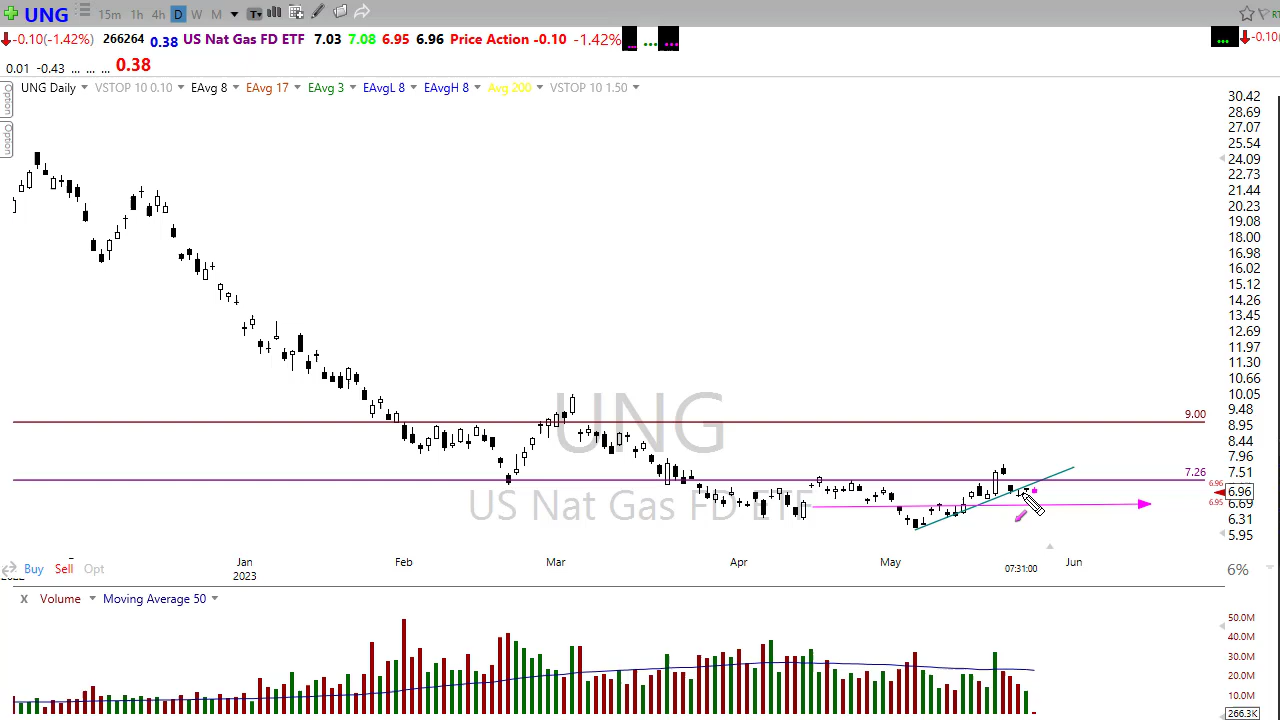 UNG 15m 1h 4h D W M T
-0.10(-1.42%) 266264 0.38 US Nat Gas FD ETF 7.03 7.08 6.95 6.96 Price Action -0.10 -1.42% ... ... ... ... -0.10(
0.01 -0.43 ... ... ... 0.38
UNG Daily VSTOP 10 0.10 EAvg 8 EAvg 17 EAvg 3 EAvgL 8 EAvgH 8 Avg 200 VSTOP 10 1.50
Option
Option
30.42
28.69
27.07
25.54
24.09
22.73
21.44
20.23
19.08
18.00
16.98
16.02
15.12
14.26
13.45
12.69
11.97
11.30
10.66
10.05
9.48
8.95
8.44
7.96
7.51
6.96
6.69
6.31
5.95
9.00
7.26
6.96
6.95
UNG
US Nat Gas FD ETF
Jan Feb Mar Apr May Jun
2023 07:31:00
Buy Sell Opt 6%
X Volume Moving Average 50
50.0M
40.0M
30.0M
20.0M
10.0M
266.3K